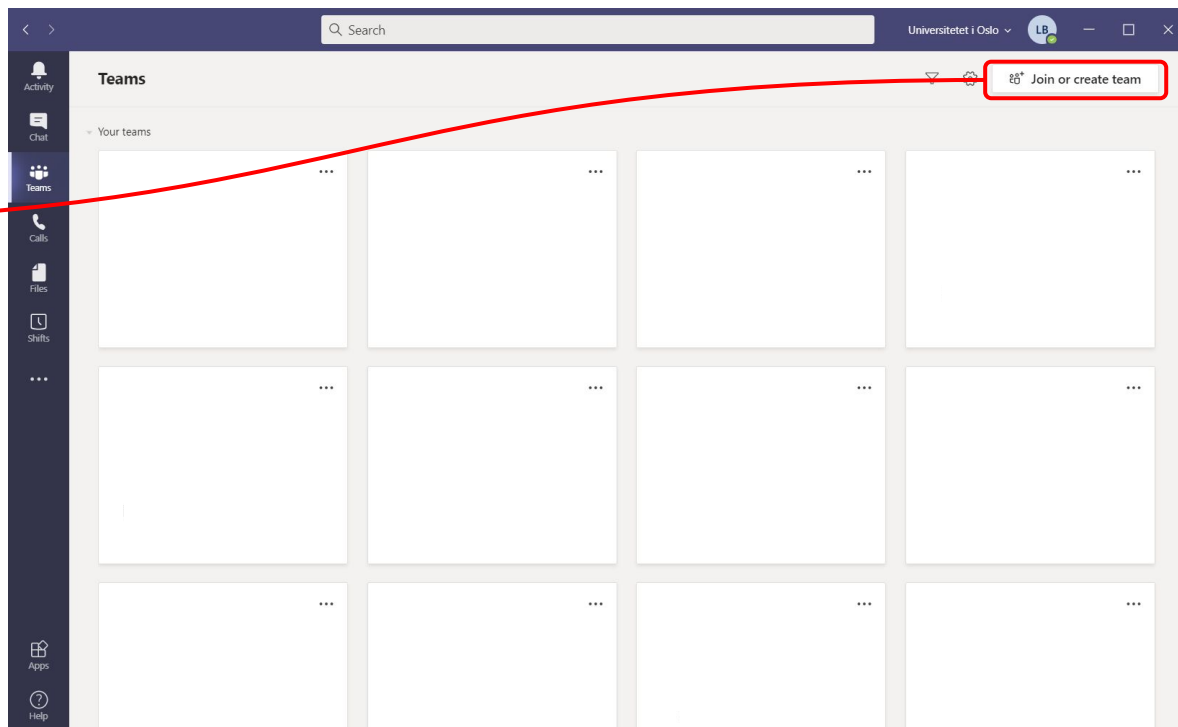 Search
Universitetet i Oslo
LB
Activity
Teams
Join or create team
Chat
Your teams
Teams
Calls
Files
Shifts
Apps
Help